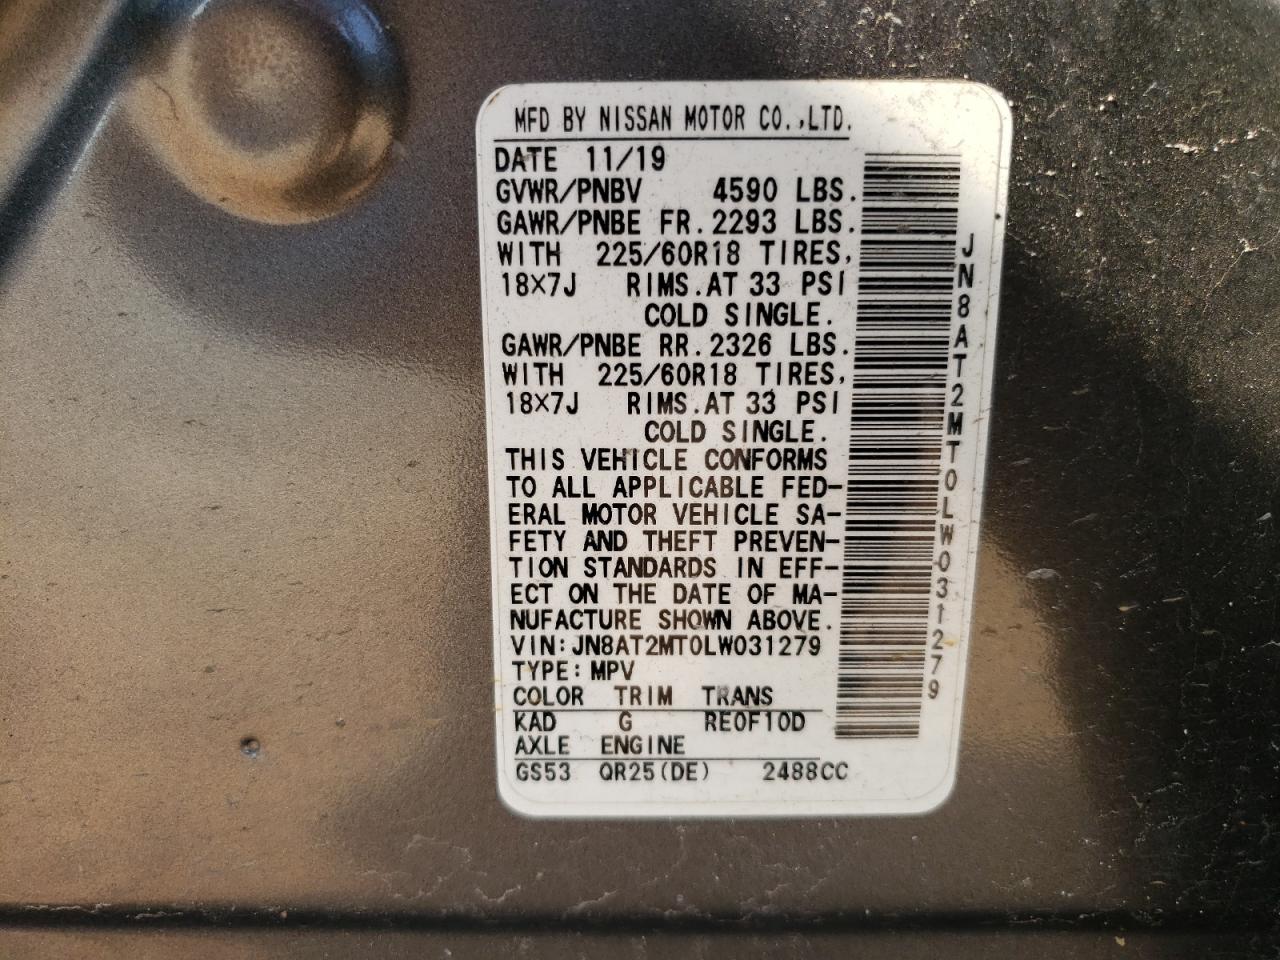 MFD BY NISSAN MOTOR CO.,LTD.
DATE 11/19
GVWR/PNBV 4590 LBS.
GAWR/PNBE FR. 2293 LBS.
WITH 225/60R18 TIRES,
18×7J RIMS.AT 33 PSI
COLD SINGLE.
GAWR/PNBE RR. 2326 LBS.
WITH 225/60R18 TIRES,
18×7J RIMS.AT 33 PSI
COLD SINGLE.
THIS VEHICLE CONFORMS
TO ALL APPLICABLE FED-
ERAL MOTOR VEHICLE SA-
FETY AND THEFT PREVEN-
TION STANDARDS IN EFF-
ECT ON THE DATE OF MA-
NUFACTURE SHOWN ABOVE.
VIN:JN8AT2MT0LW031279
TYPE:MPV
COLOR TRIM TRANS
KAD G RE0F10D
AXLE ENGINE
GS53 QR25(DE) 2488CC
JN8AT2MT0LW031279